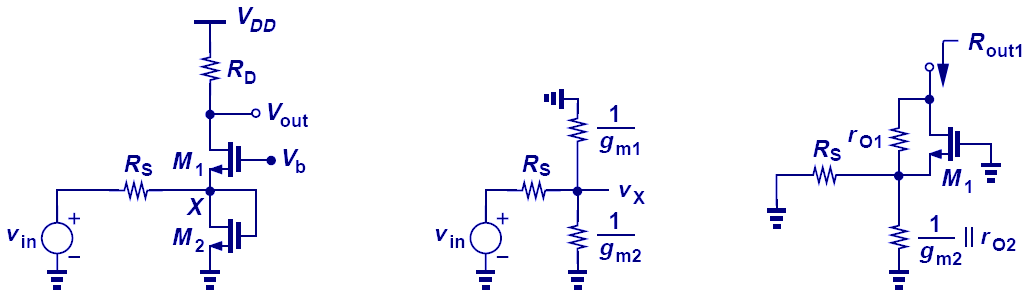 V_DD
R_D
V_out
M_1
V_b
R_S
X
M_2
v_in
+
−
1
g_m1
R_S
v_X
v_in
+
−
1
g_m2
R_out1
r_O1
R_S
M_1
1
g_m2 || r_O2